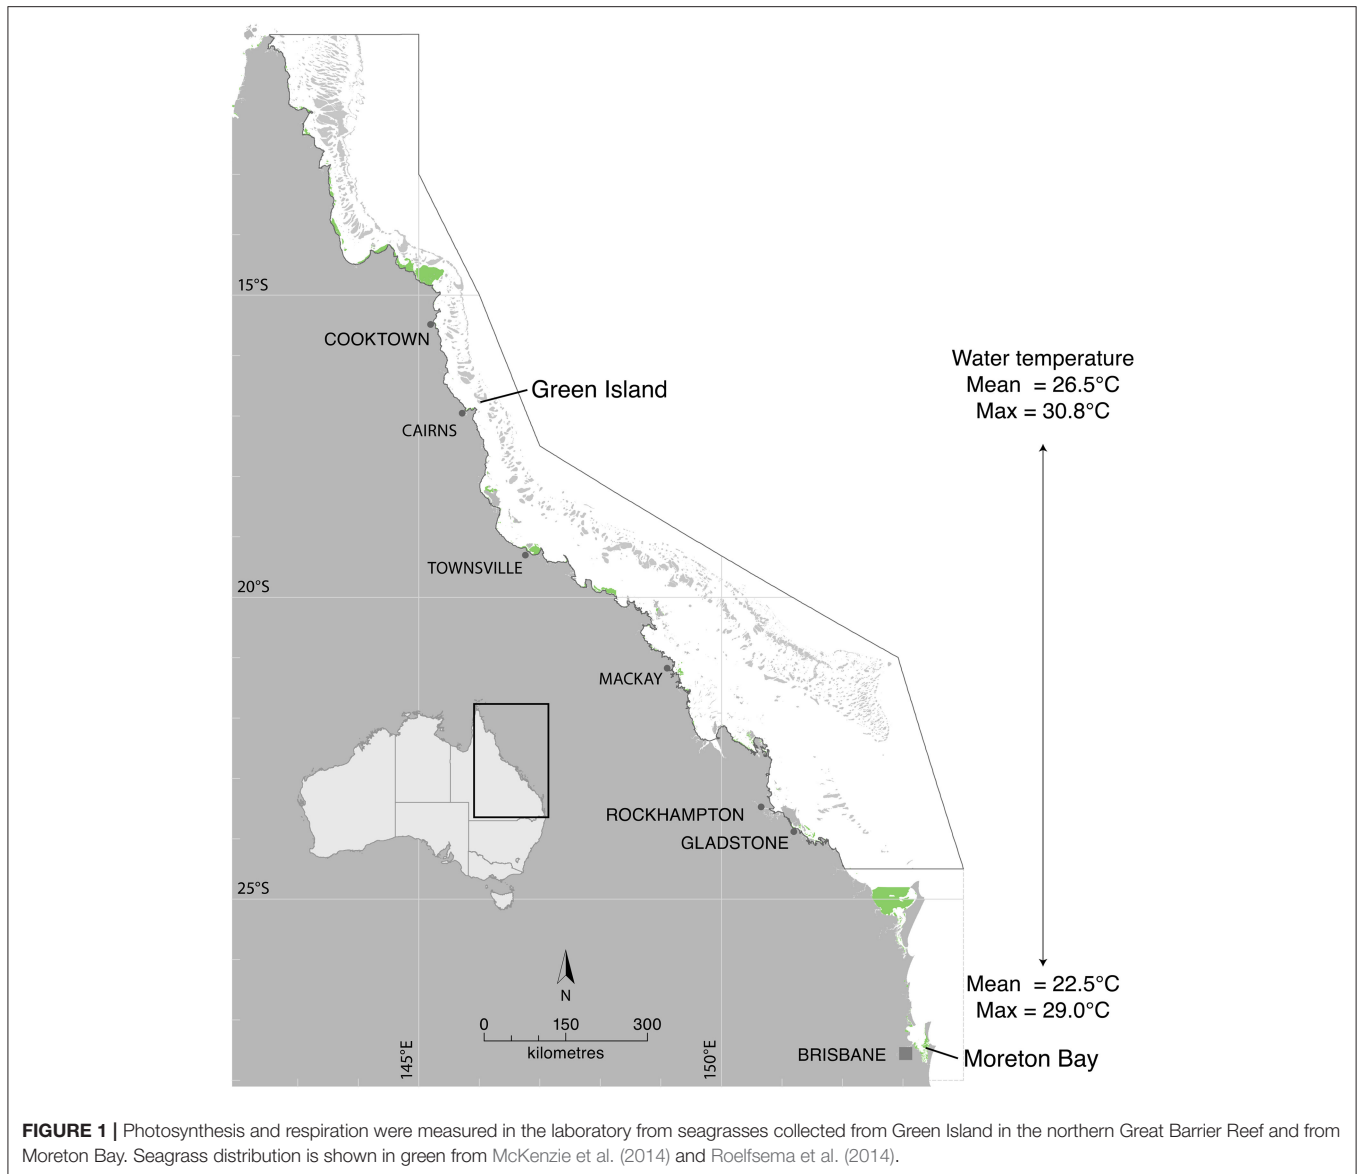 15°S
COOKTOWN
Water temperature
Mean = 26.5°C
Max = 30.8°C
Green Island
CAIRNS
TOWNSVILLE
20°S
MACKAY
ROCKHAMPTON
GLADSTONE
25°S
N
Mean = 22.5°C
Max = 29.0°C
0 150 300
kilometres
145°E
150°E
BRISBANE
Moreton Bay
FIGURE 1 | Photosynthesis and respiration were measured in the laboratory from seagrasses collected from Green Island in the northern Great Barrier Reef and from
Moreton Bay. Seagrass distribution is shown in green from McKenzie et al. (2014) and Roelfsema et al. (2014).